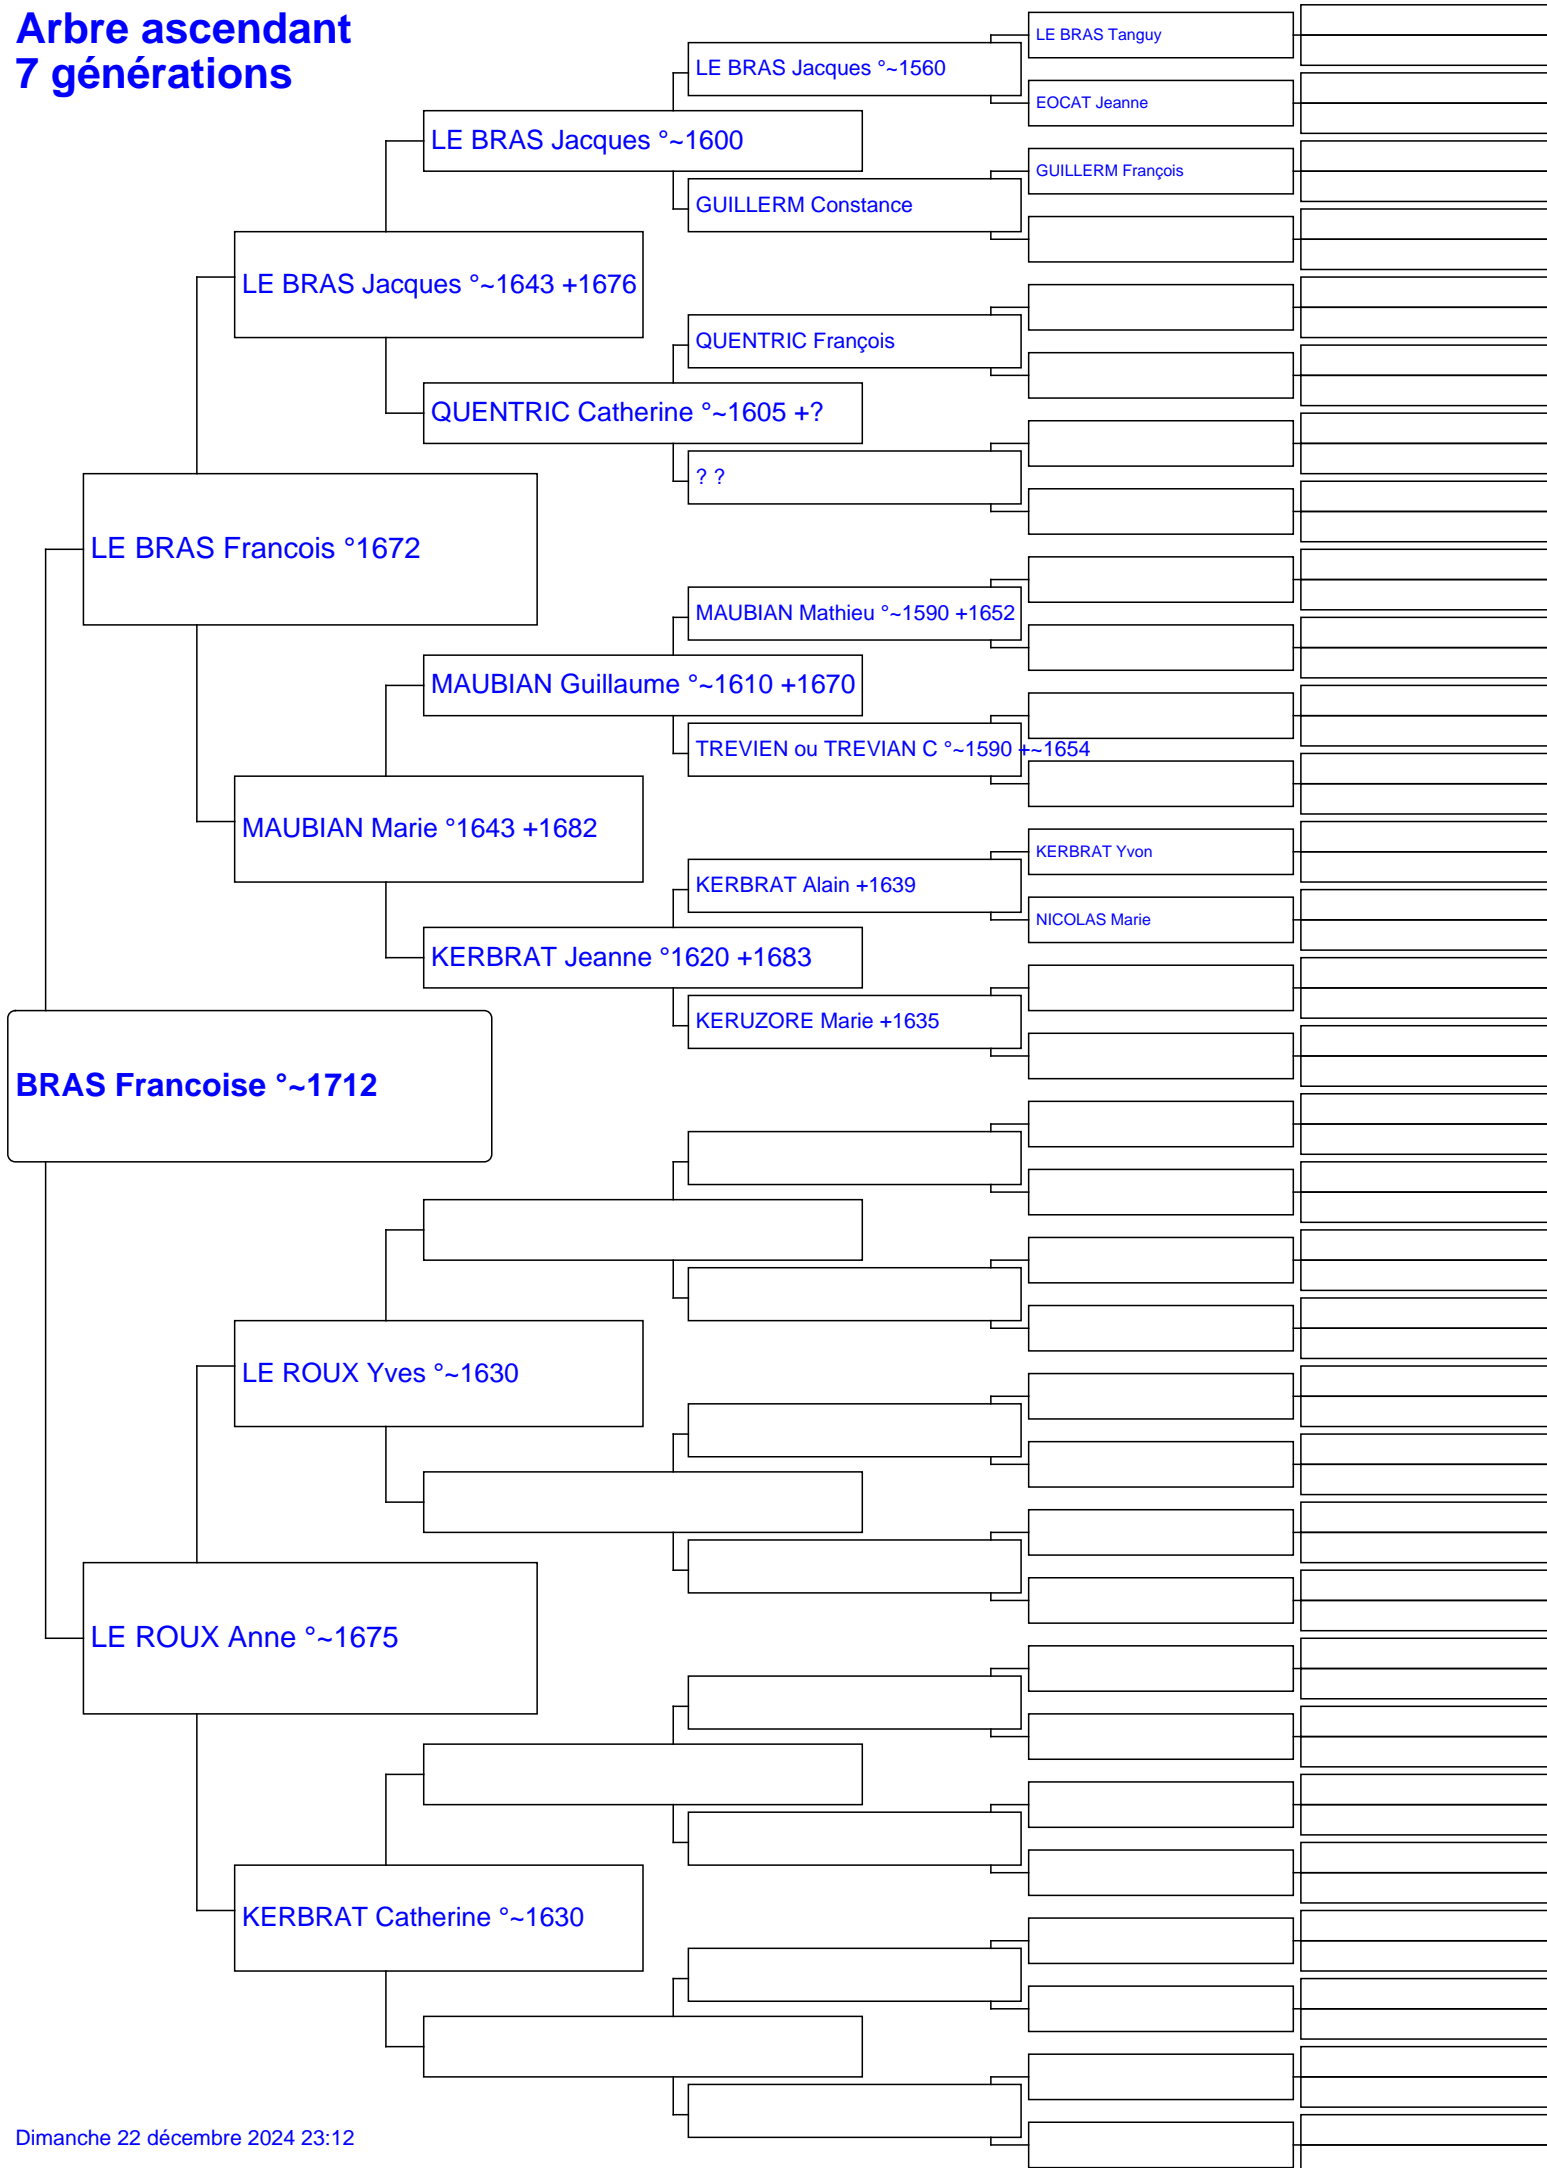 Arbre ascendant
7 générations
LE BRAS Tanguy
LE BRAS Jacques °~1560
EOCAT Jeanne
LE BRAS Jacques °~1600
GUILLERM François
GUILLERM Constance
LE BRAS Jacques °~1643 +1676
QUENTRIC François
QUENTRIC Catherine °~1605 +?
? ?
LE BRAS Francois °1672
MAUBIAN Mathieu °~1590 +1652
MAUBIAN Guillaume °~1610 +1670
TREVIEN ou TREVIAN C °~1590 +~1654
MAUBIAN Marie °1643 +1682
KERBRAT Yvon
KERBRAT Alain +1639
NICOLAS Marie
KERBRAT Jeanne °1620 +1683
KERUZORE Marie +1635
BRAS Francoise °~1712
LE ROUX Yves °~1630
LE ROUX Anne °~1675
KERBRAT Catherine °~1630
Dimanche 22 décembre 2024 23:12